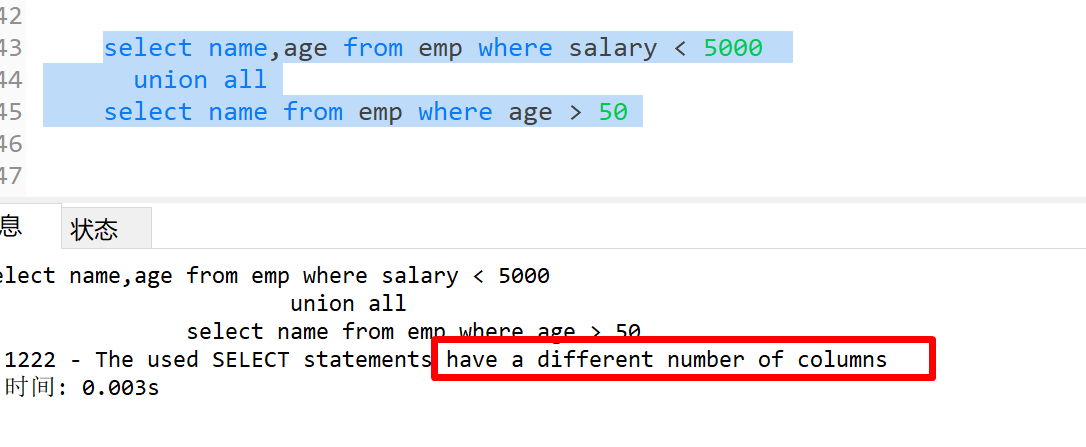 42
43 select name,age from emp where salary < 5000
44 union all
45 select name from emp where age > 50
46
47
息 状态
elect name,age from emp where salary < 5000
union all
select name from emp where age > 50
1222 - The used SELECT statements have a different number of columns
时间: 0.003s